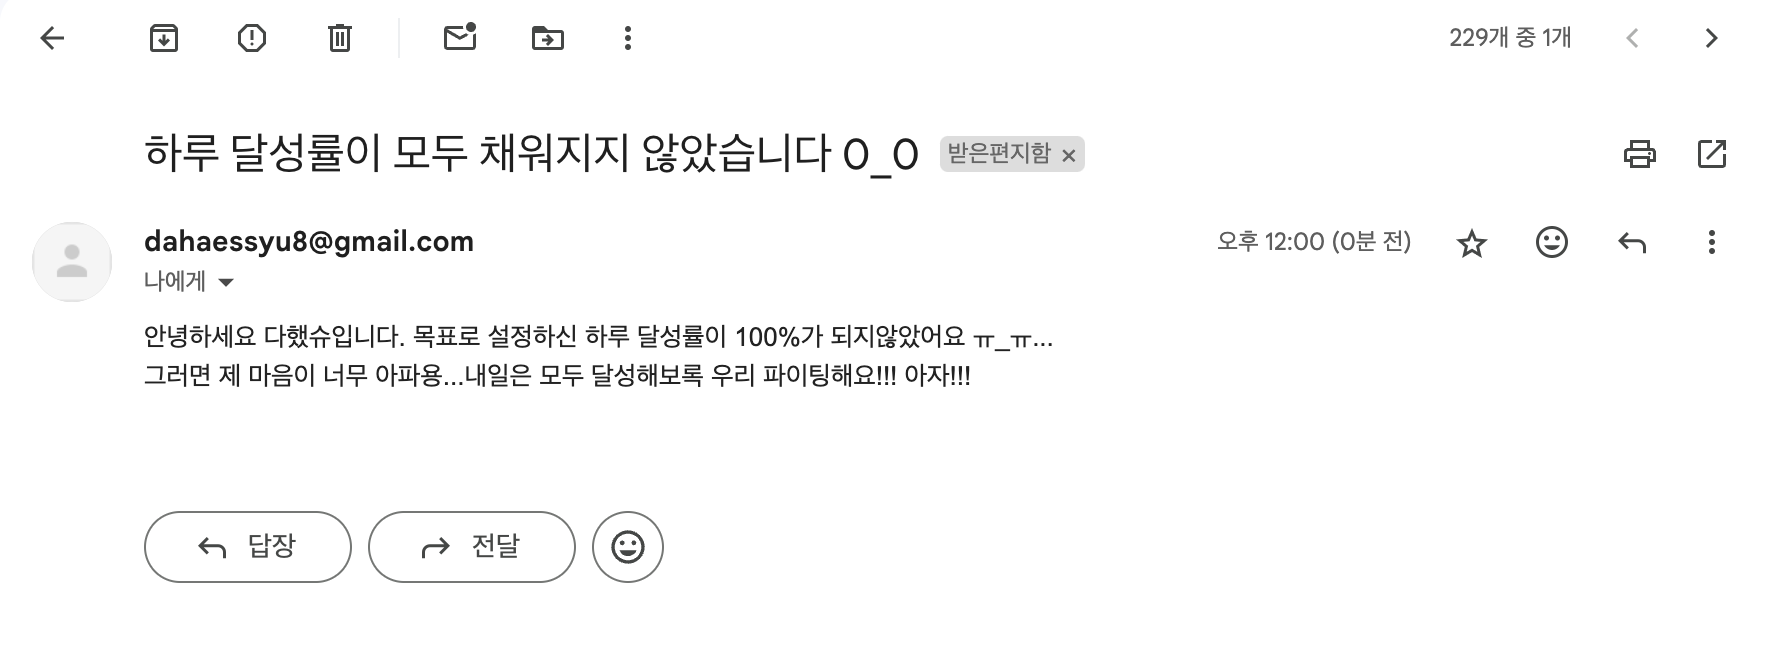 229개 중 1개
하루 달성률이 모두 채워지지 않았습니다 0_0 받은편지함 ×
dahaessyu8@gmail.com 오후 12:00 (0분 전)
나에게
안녕하세요 다했슈입니다. 목표로 설정하신 하루 달성률이 100%가 되지않았어요 ㅠ_ㅠ...
그러면 제 마음이 너무 아파용...내일은 모두 달성해보록 우리 파이팅해요!!! 아자!!!
답장 전달